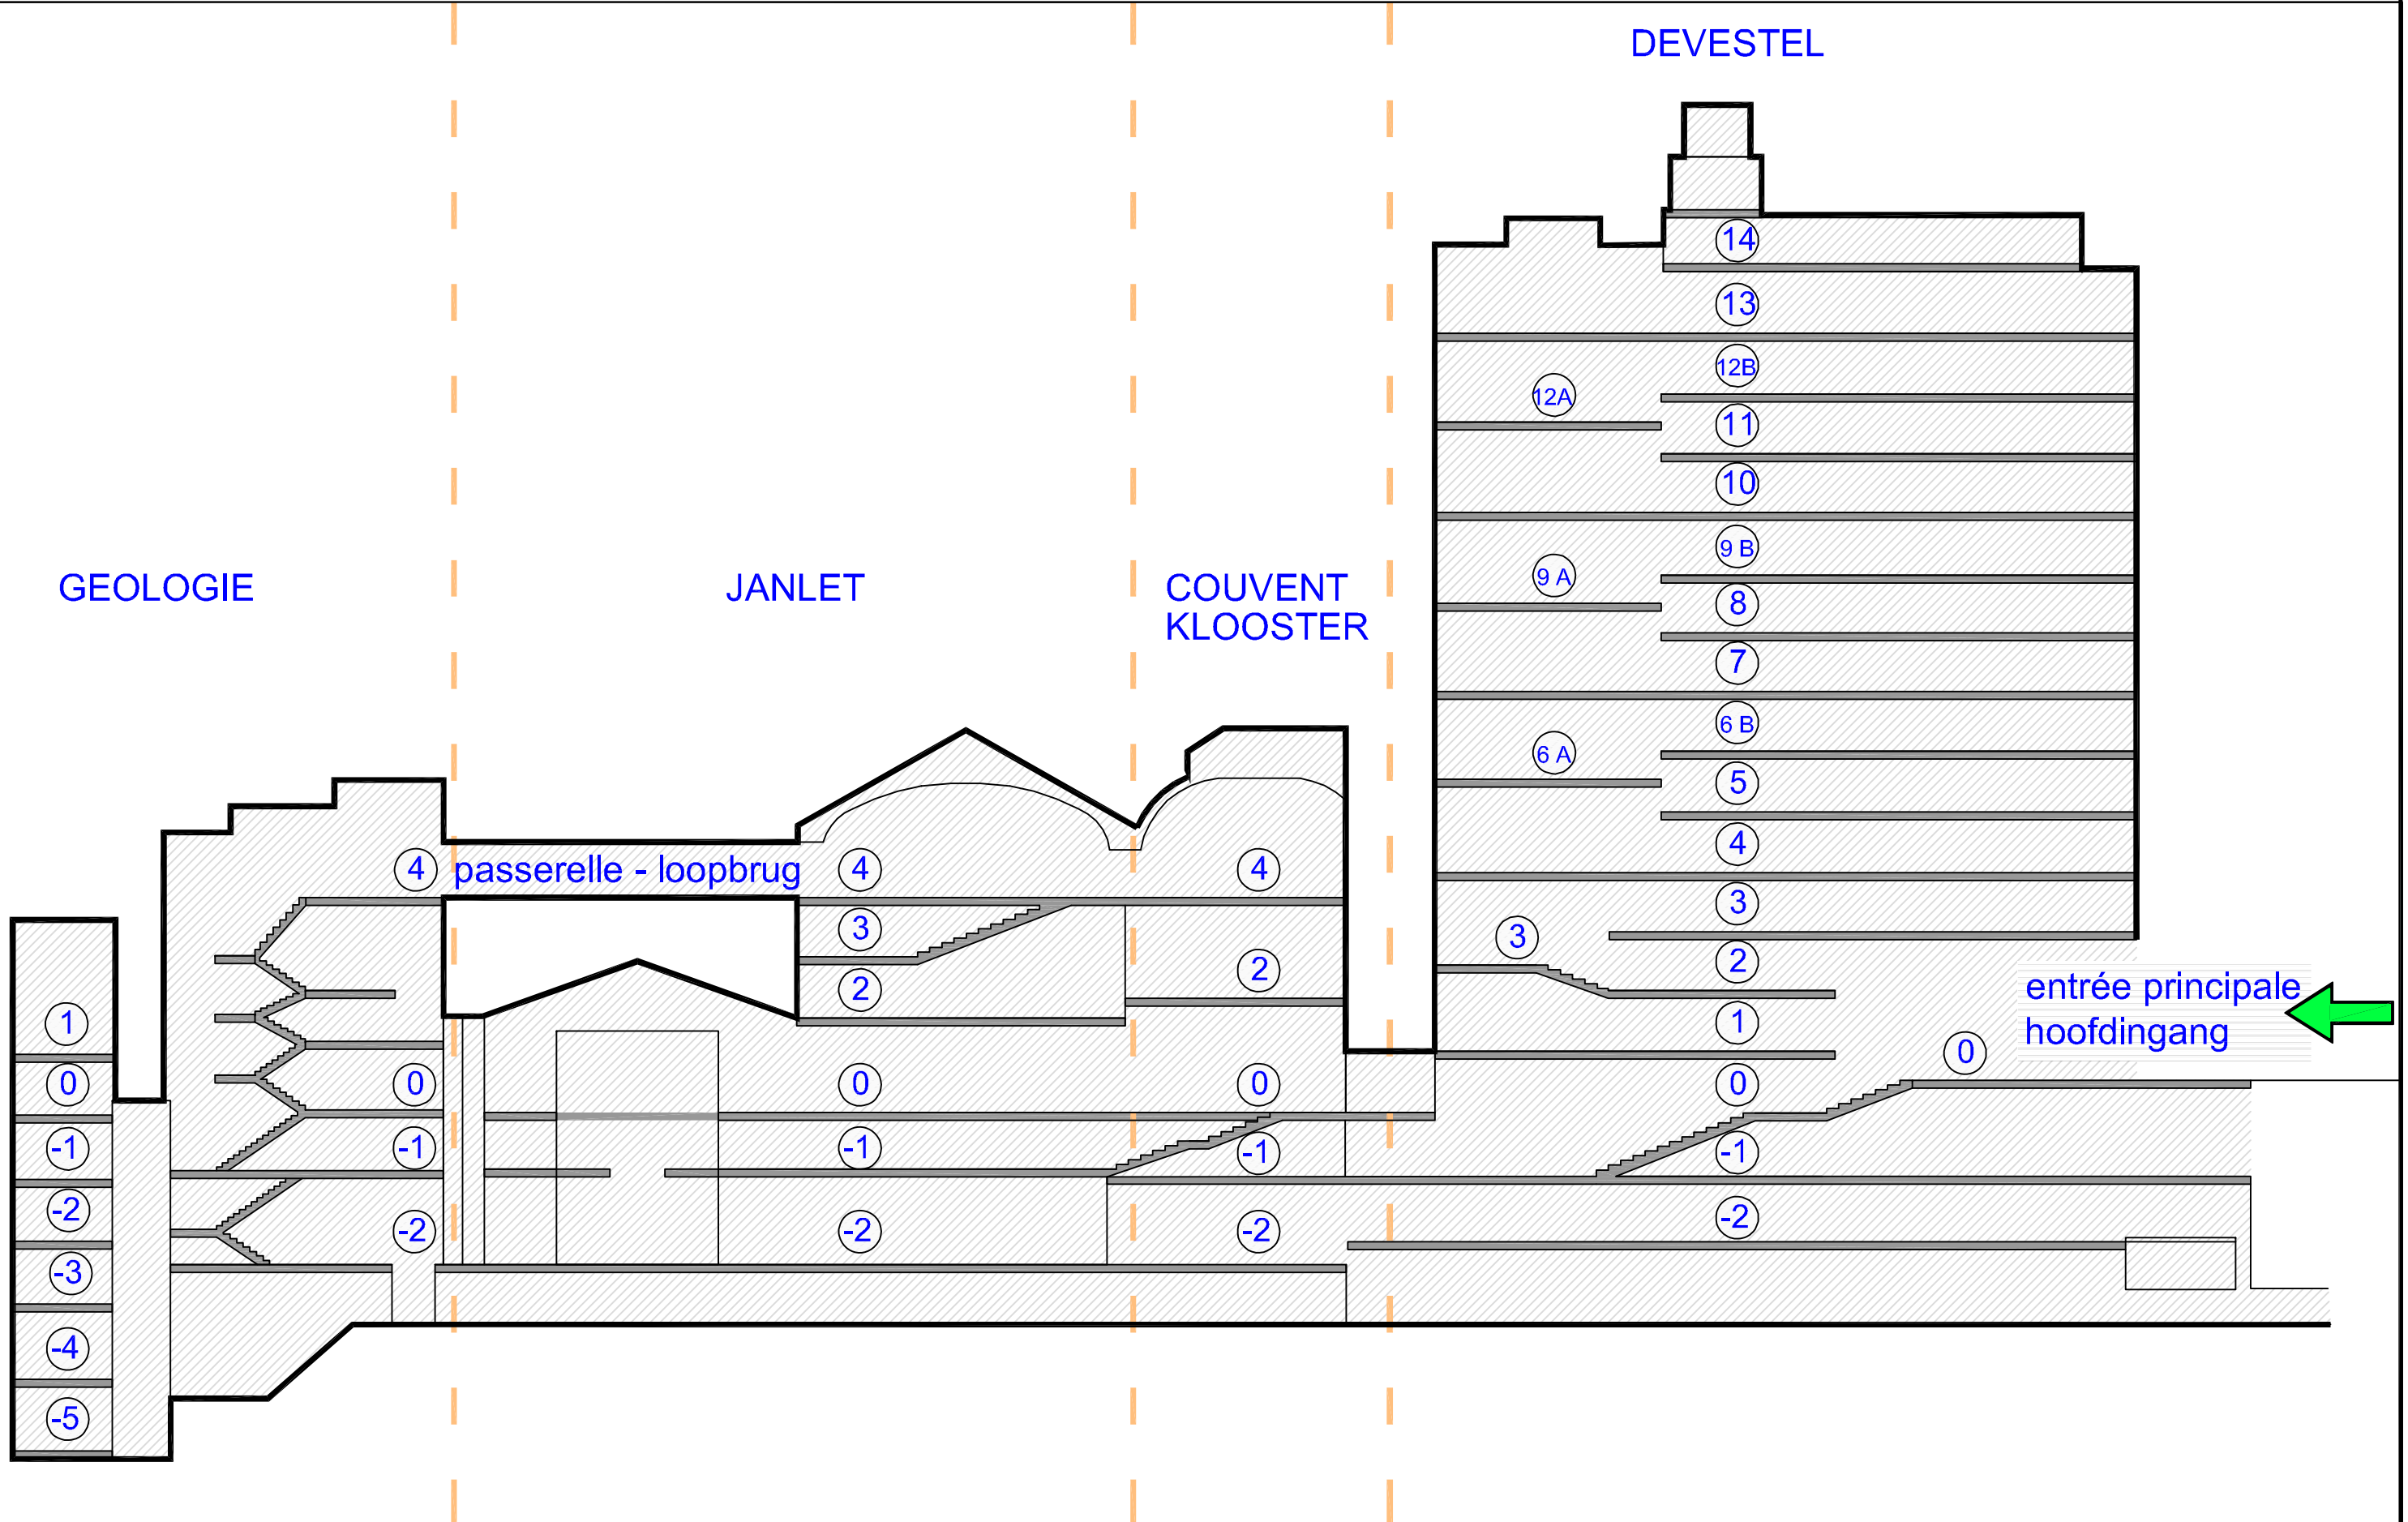 DEVESTEL
14
13
12B
12A
11
10
9 B
9 A
8
7
6 B
6 A
5
4
3
3
2
1
0
0
-1
-2
entrée principale
hoofdingang
GEOLOGIE
JANLET
COUVENT
KLOOSTER
4
passerelle - loopbrug
4
4
3
2
2
1
0
0
0
0
-1
-1
-1
-1
-2
-2
-2
-2
-3
-4
-5